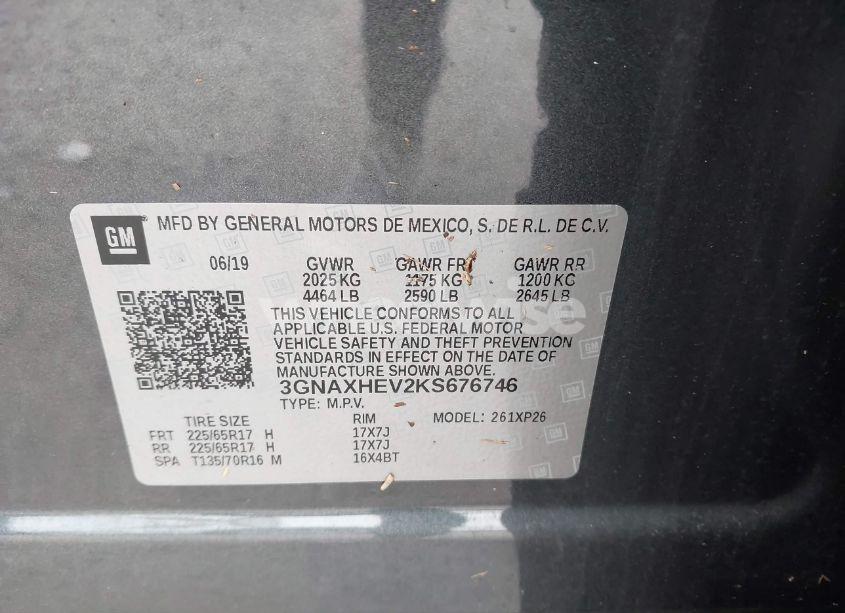 GM
MFD BY GENERAL MOTORS DE MEXICO, S. DE R.L. DE C.V.
06/19 GVWR GAWR FRT GAWR RR
2025 KG 1175 KG 1200 KG
4464 LB 2590 LB 2645 LB
THIS VEHICLE CONFORMS TO ALL
APPLICABLE U.S. FEDERAL MOTOR
VEHICLE SAFETY AND THEFT PREVENTION
STANDARDS IN EFFECT ON THE DATE OF
MANUFACTURE SHOWN ABOVE.
3GNAXHEV2KS676746
TYPE: M.P.V.
TIRE SIZE RIM MODEL: 261XP26
FRT 225/65R17 H 17X7J
RR 225/65R17 H 17X7J
SPA T135/70R16 M 16X4BT